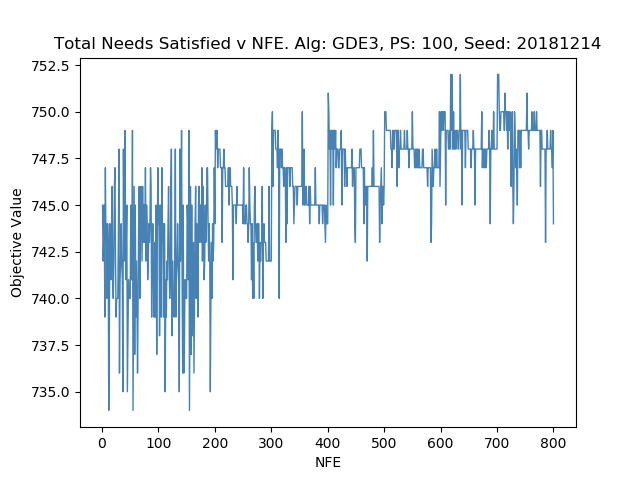 Total Needs Satisfied v NFE. Alg: GDE3, PS: 100, Seed: 20181214
752.5
750.0
747.5
745.0
742.5
740.0
737.5
735.0
Objective Value
0 100 200 300 400 500 600 700 800
NFE